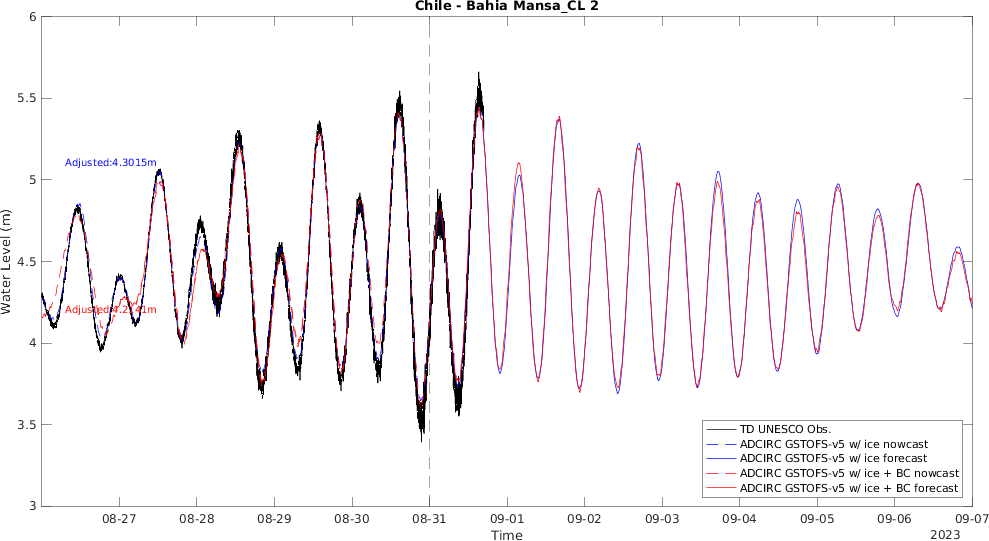 Chile - Bahia Mansa_CL 2
Water Level (m)
6
5.5
5
4.5
4
3.5
3
Adjusted:4.3015m
08-27
08-28
08-29
08-30
08-31
09-01
09-02
09-03
09-04
09-05
09-06
09-07
Time
2023
TD UNESCO Obs.
ADCIRC GSTOFS-v5 w/ ice nowcast
ADCIRC GSTOFS-v5 w/ ice forecast
ADCIRC GSTOFS-v5 w/ ice + BC nowcast
ADCIRC GSTOFS-v5 w/ ice + BC forecast